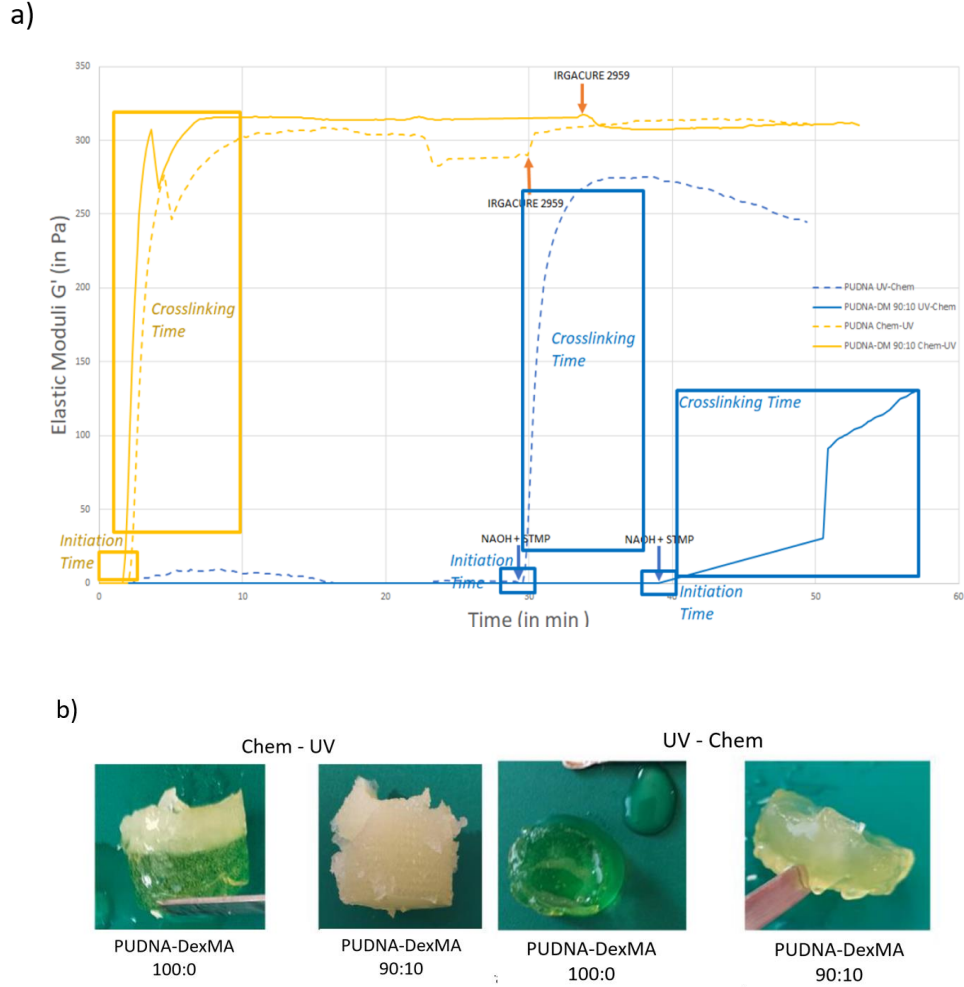 a)
350
IRGACURE 2959
300
IRGACURE 2959
250
Elastic Moduli G' (in Pa)
200
Crosslinking
Time
Crosslinking
Time
PUDNA UV-Chem
PUDNA-DM 90:10 UV-Chem
PUDNA Chem-UV
PUDNA-DM 90:10 Chem-UV
150
Crosslinking Time
100
50
Initiation
Time
NAOH + STMP
NAOH + STMP
Initiation
Time
Initiation
Time
0
0
10
20
30
40
50
60
Time (in min )
b)
Chem - UV
UV - Chem
PUDNA-DexMA
100:0
PUDNA-DexMA
90:10
PUDNA-DexMA
100:0
PUDNA-DexMA
90:10